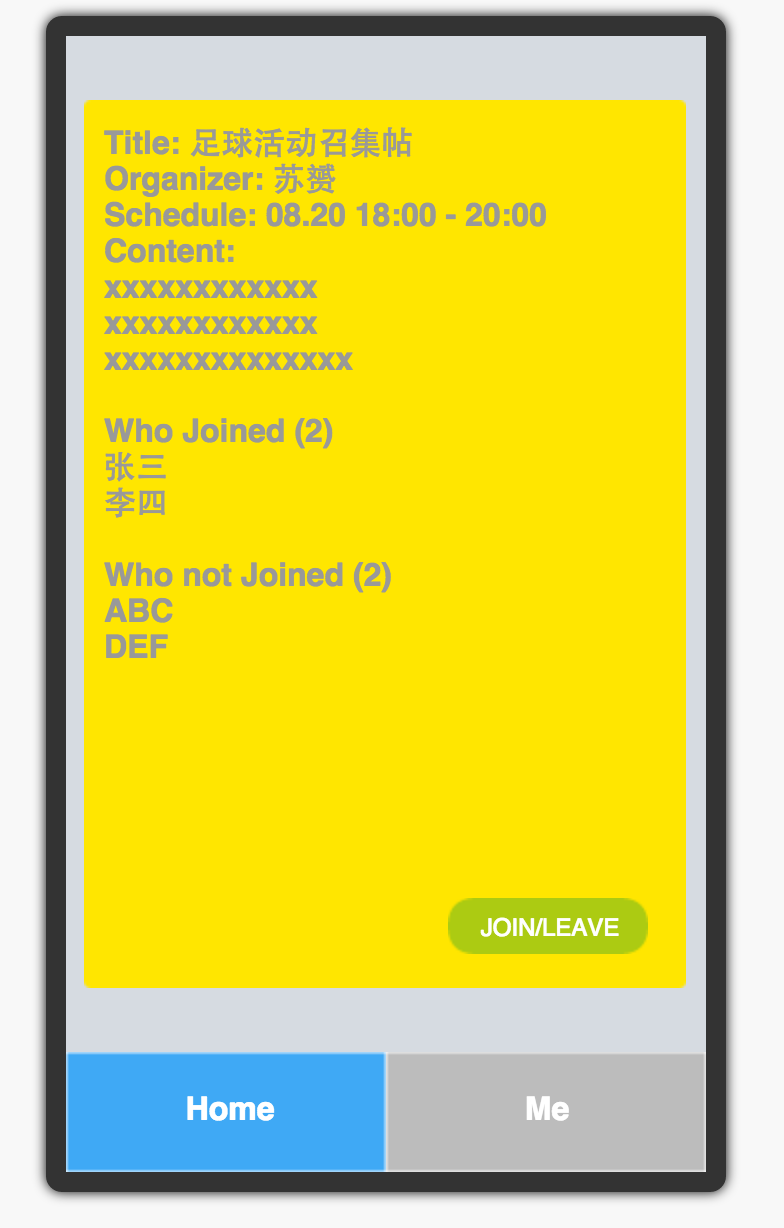 Title: 足球活动召集帖
Organizer: 苏赟
Schedule: 08.20 18:00 - 20:00
Content:
xxxxxxxxxxxx
xxxxxxxxxxxx
xxxxxxxxxxxxxx
Who Joined (2)
张三
李四
Who not Joined (2)
ABC
DEF
JOIN/LEAVE
Home
Me